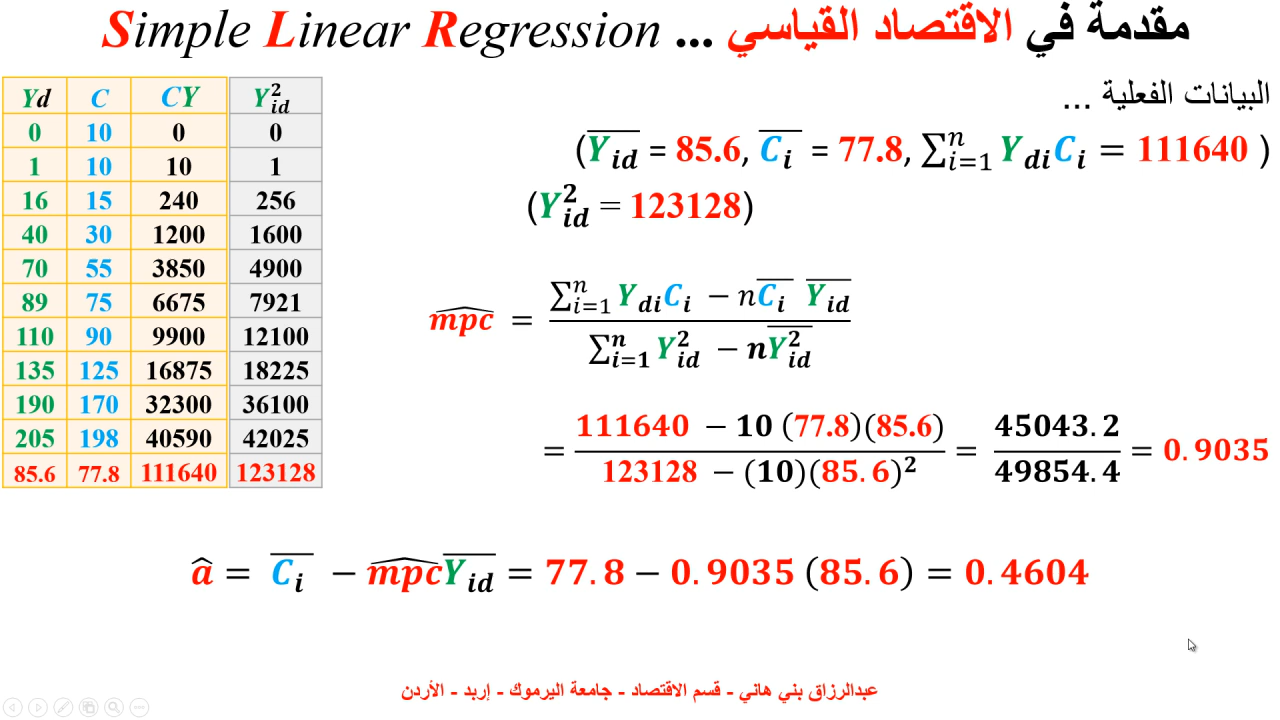 مقدمة في الاقتصاد القياسي ... Simple Linear Regression
البيانات الفعلية ...
Yd C CY Y²ᵢd
0 10 0 0
1 10 10 1
16 15 240 256
40 30 1200 1600
70 55 3850 4900
89 75 6675 7921
110 90 9900 12100
135 125 16875 18225
190 170 32300 36100
205 198 40590 42025
85.6 77.8 111640 123128
(Y̅ᵢd = 85.6, C̅ᵢ = 77.8, ∑ⁿᵢ₌₁ YdᵢCᵢ = 111640 )
(Y²ᵢd = 123128)
m̂pc = (∑ⁿᵢ₌₁ YdᵢCᵢ − nC̅ᵢ Y̅ᵢd) / (∑ⁿᵢ₌₁ Y²ᵢd − nY̅²ᵢd)
= (111640 − 10 (77.8)(85.6)) / (123128 − (10)(85.6)²) = 45043.2 / 49854.4 = 0.9035
â = C̅ᵢ − m̂pcY̅ᵢd = 77.8 − 0.9035 (85.6) = 0.4604
عبدالرزاق بني هاني - قسم الاقتصاد - جامعة اليرموك - إربد - الأردن